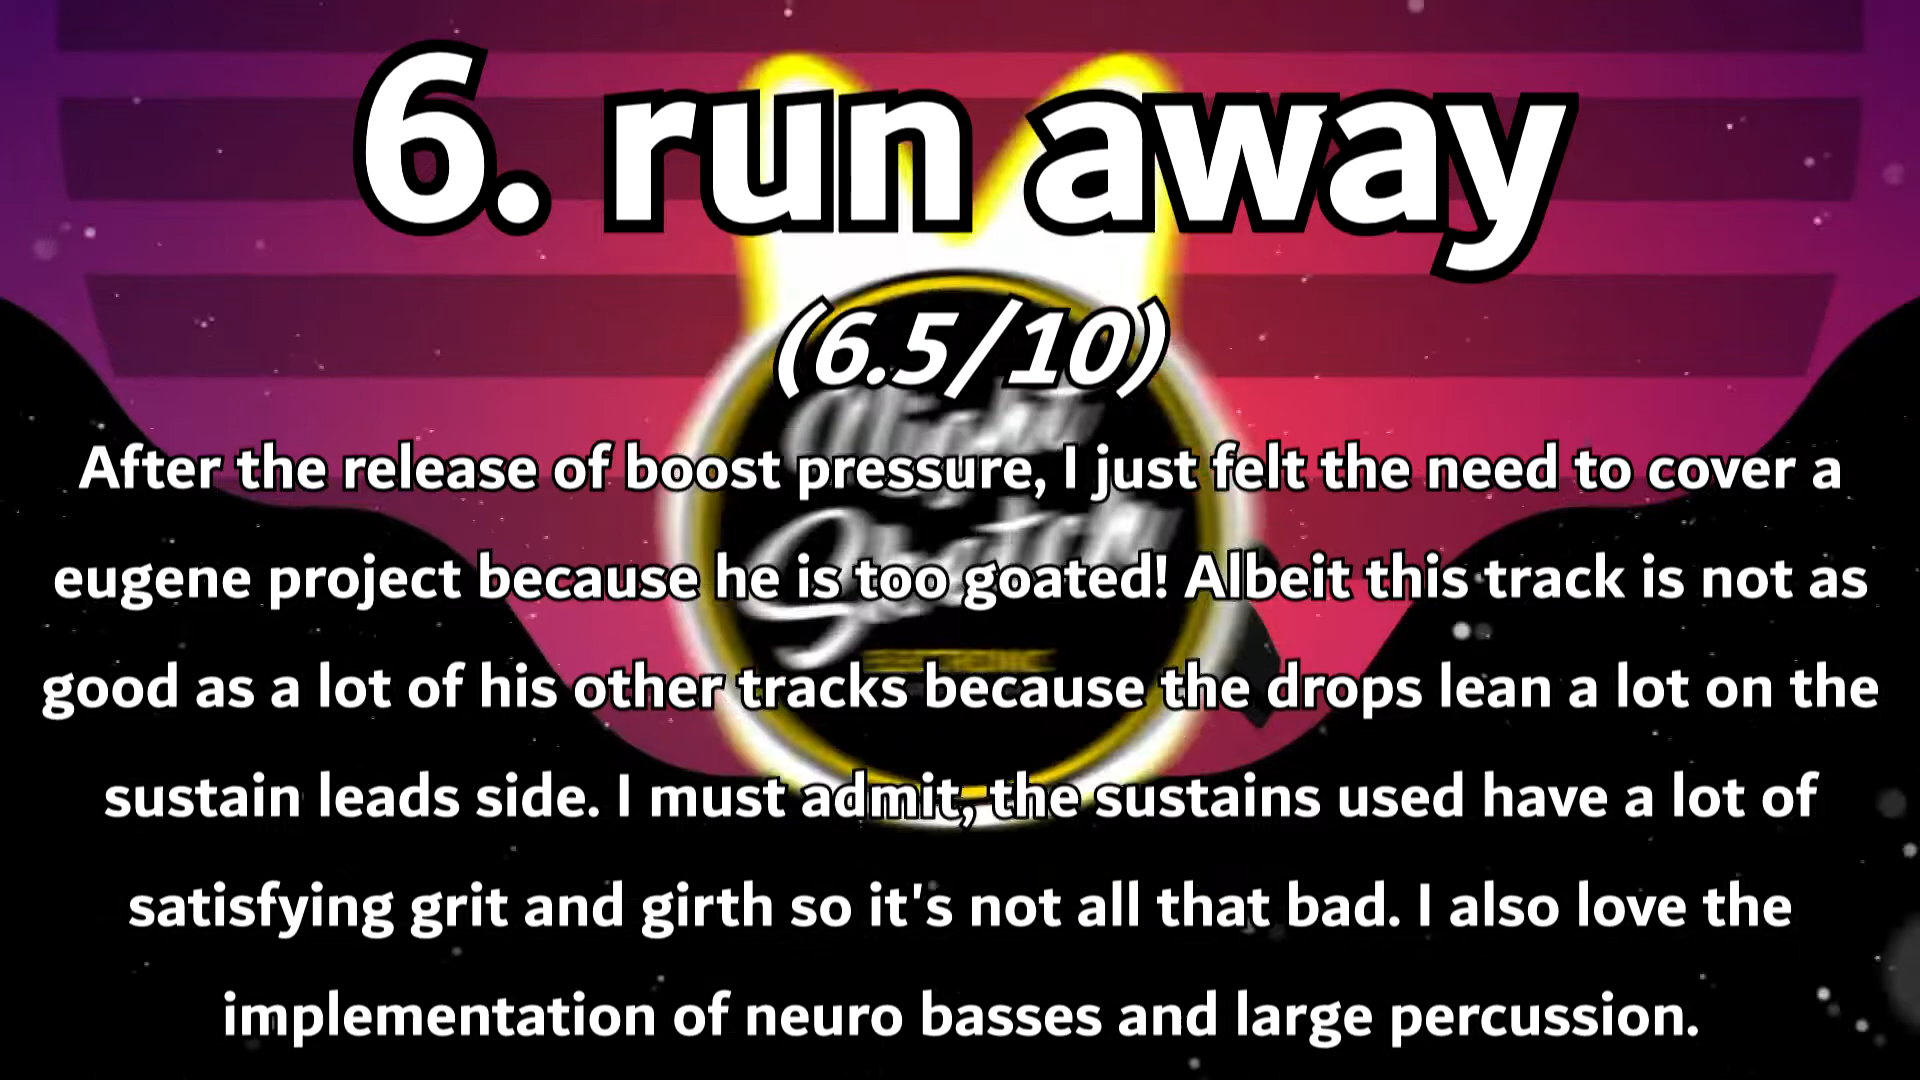 6. run away
(6.5/10)
After the release of boost pressure, I just felt the need to cover a
eugene project because he is too goated! Albeit this track is not as
good as a lot of his other tracks because the drops lean a lot on the
sustain leads side. I must admit, the sustains used have a lot of
satisfying grit and girth so it's not all that bad. I also love the
implementation of neuro basses and large percussion.